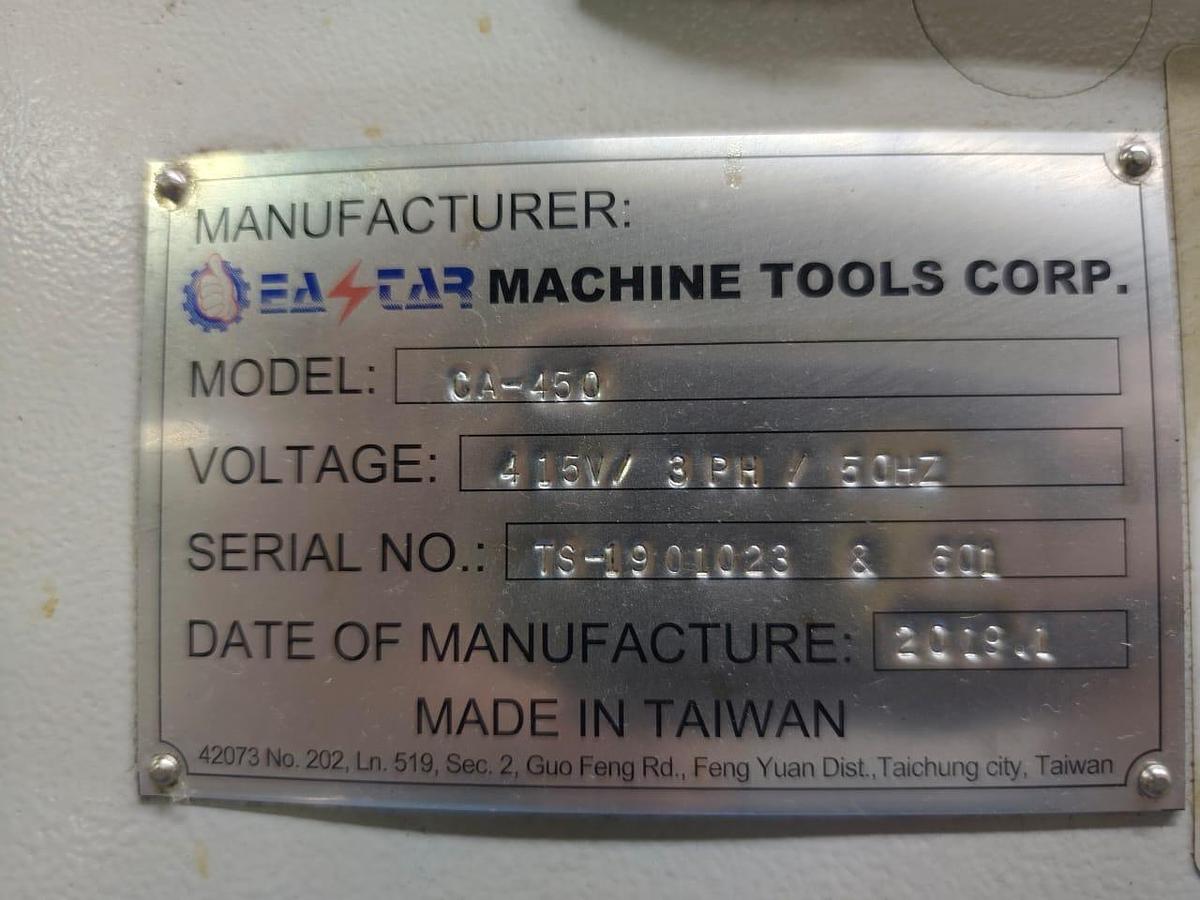 MANUFACTURER:
EASTAR MACHINE TOOLS CORP.
MODEL: CA-450
VOLTAGE: 415V/ 3PH / 50HZ
SERIAL NO.: TS-1901023 & 601
DATE OF MANUFACTURE: 2019.1
MADE IN TAIWAN
42073 No. 202, Ln. 519, Sec. 2, Guo Feng Rd., Feng Yuan Dist.,Taichung city, Taiwan